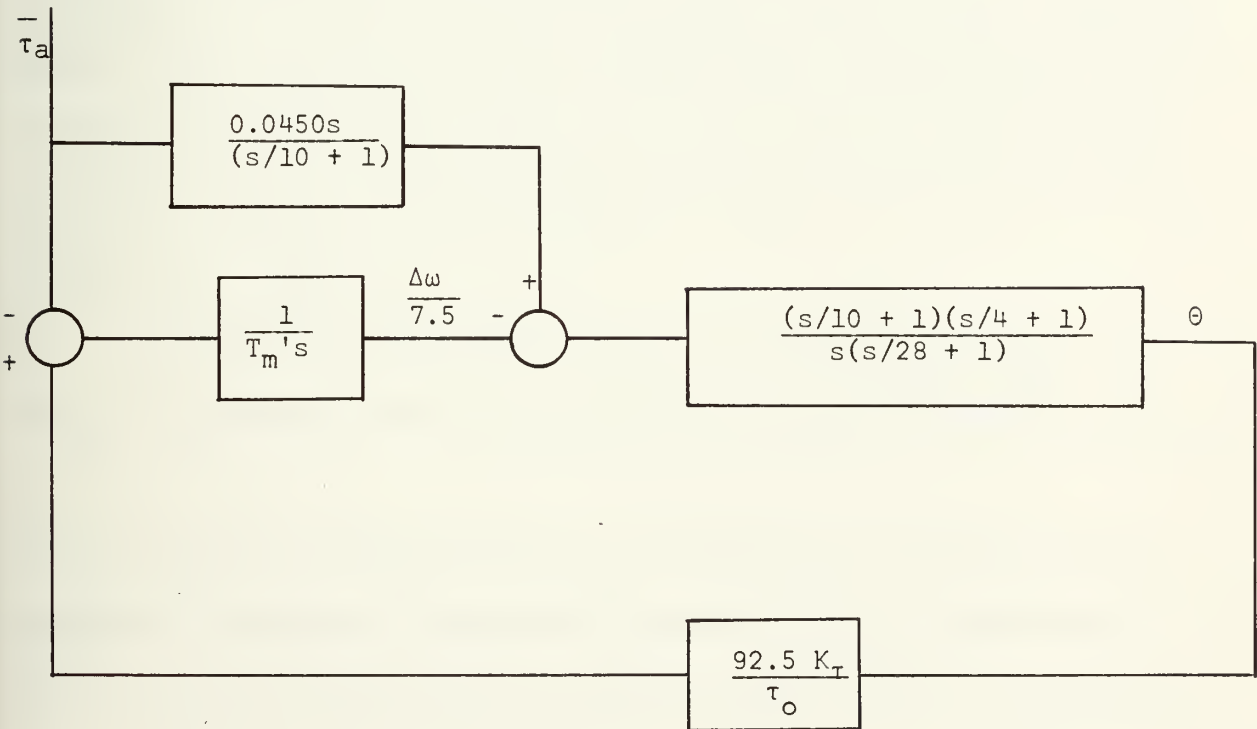 τ̅a
0.0450s
(s/10 + 1)
Δω
7.5
+
-
-
+
1
Tm's
(s/10 + 1)(s/4 + 1)
s(s/28 + 1)
Θ
92.5 KT
τo